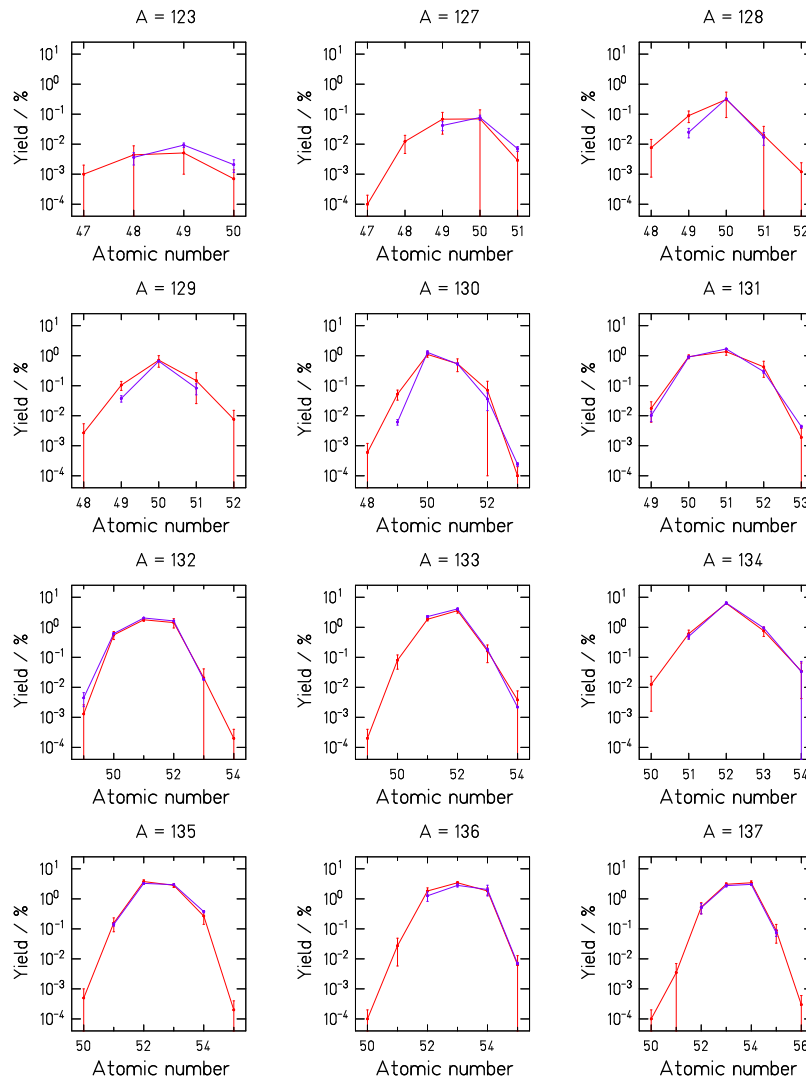 A = 123
A = 127
A = 128
Yield / %
10¹
10⁰
10⁻¹
10⁻²
10⁻³
10⁻⁴
47 48 49 50
Atomic number
Yield / %
10¹
10⁰
10⁻¹
10⁻²
10⁻³
10⁻⁴
47 48 49 50 51
Atomic number
Yield / %
10¹
10⁰
10⁻¹
10⁻²
10⁻³
10⁻⁴
48 49 50 51 52
Atomic number
A = 129
A = 130
A = 131
Yield / %
10¹
10⁰
10⁻¹
10⁻²
10⁻³
10⁻⁴
48 49 50 51 52
Atomic number
Yield / %
10¹
10⁰
10⁻¹
10⁻²
10⁻³
10⁻⁴
48 50 52
Atomic number
Yield / %
10¹
10⁰
10⁻¹
10⁻²
10⁻³
10⁻⁴
49 50 51 52 53
Atomic number
A = 132
A = 133
A = 134
Yield / %
10¹
10⁰
10⁻¹
10⁻²
10⁻³
10⁻⁴
50 52 54
Atomic number
Yield / %
10¹
10⁰
10⁻¹
10⁻²
10⁻³
10⁻⁴
50 52 54
Atomic number
Yield / %
10¹
10⁰
10⁻¹
10⁻²
10⁻³
10⁻⁴
50 51 52 53 54
Atomic number
A = 135
A = 136
A = 137
Yield / %
10¹
10⁰
10⁻¹
10⁻²
10⁻³
10⁻⁴
50 52 54
Atomic number
Yield / %
10¹
10⁰
10⁻¹
10⁻²
10⁻³
10⁻⁴
50 52 54
Atomic number
Yield / %
10¹
10⁰
10⁻¹
10⁻²
10⁻³
10⁻⁴
50 52 54 56
Atomic number